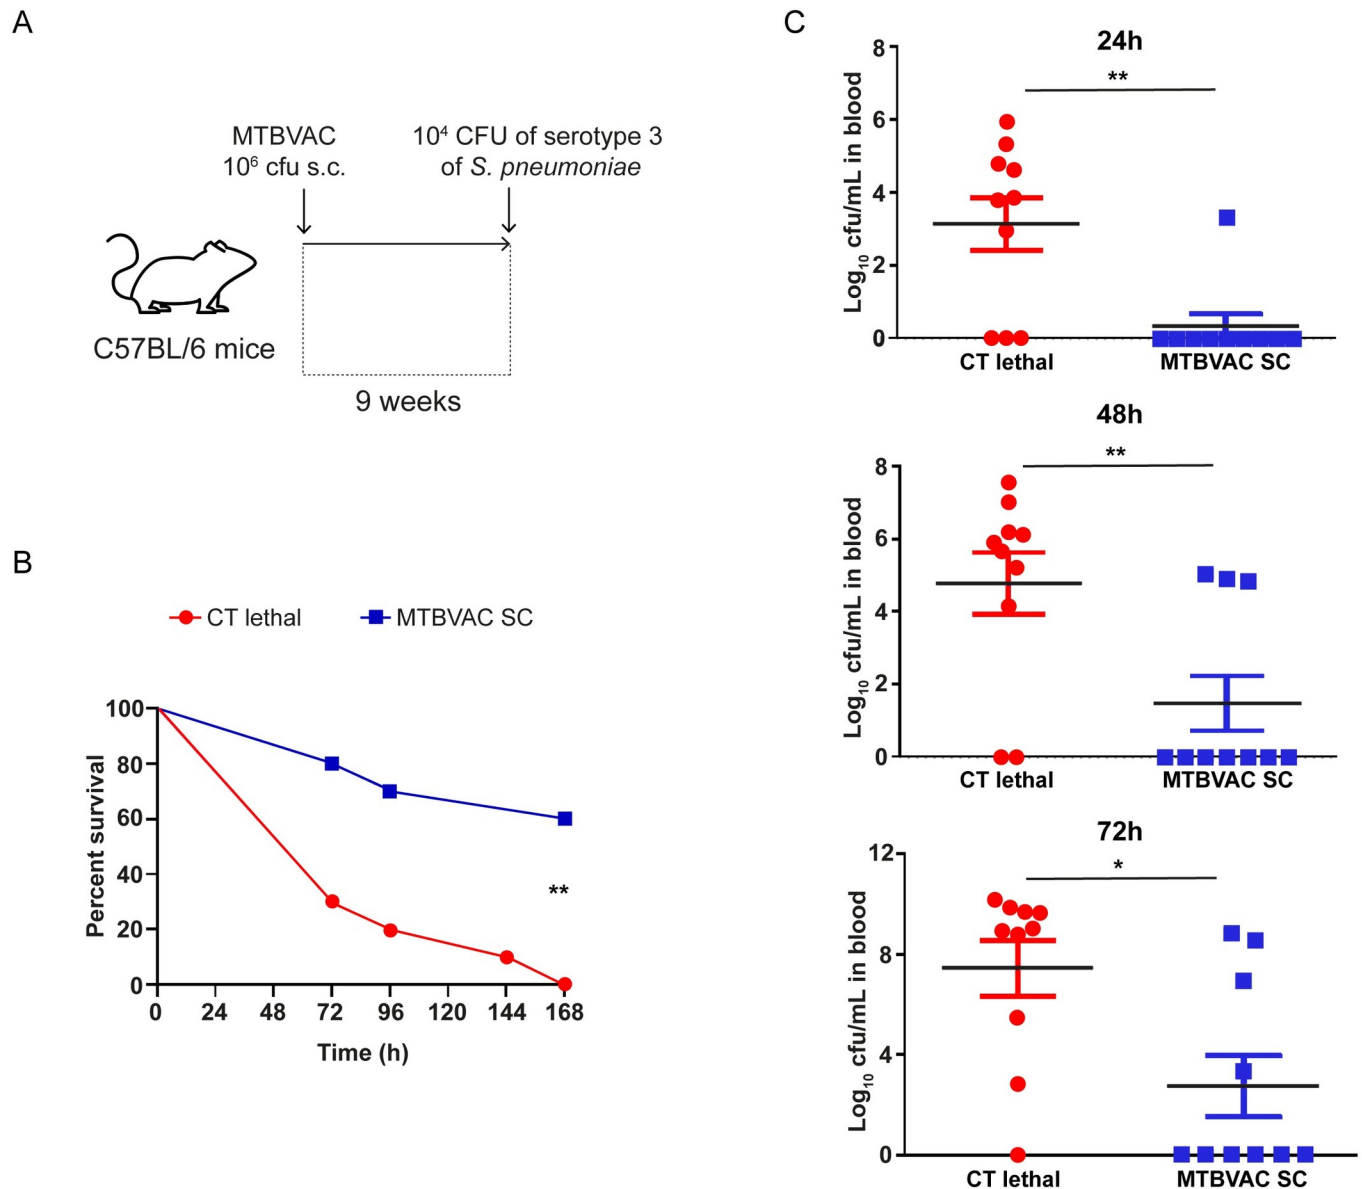 A
MTBVAC
10⁶ cfu s.c.
10⁴ CFU of serotype 3
of S. pneumoniae
C57BL/6 mice
9 weeks
B
CT lethal
MTBVAC SC
Percent survival
100
80
60
40
20
0
**
0 24 48 72 96 120 144 168
Time (h)
C
24h
**
Log₁₀ cfu/mL in blood
8
6
4
2
0
CT lethal MTBVAC SC
48h
**
Log₁₀ cfu/mL in blood
8
6
4
2
0
CT lethal MTBVAC SC
72h
*
Log₁₀ cfu/mL in blood
12
8
4
0
CT lethal MTBVAC SC